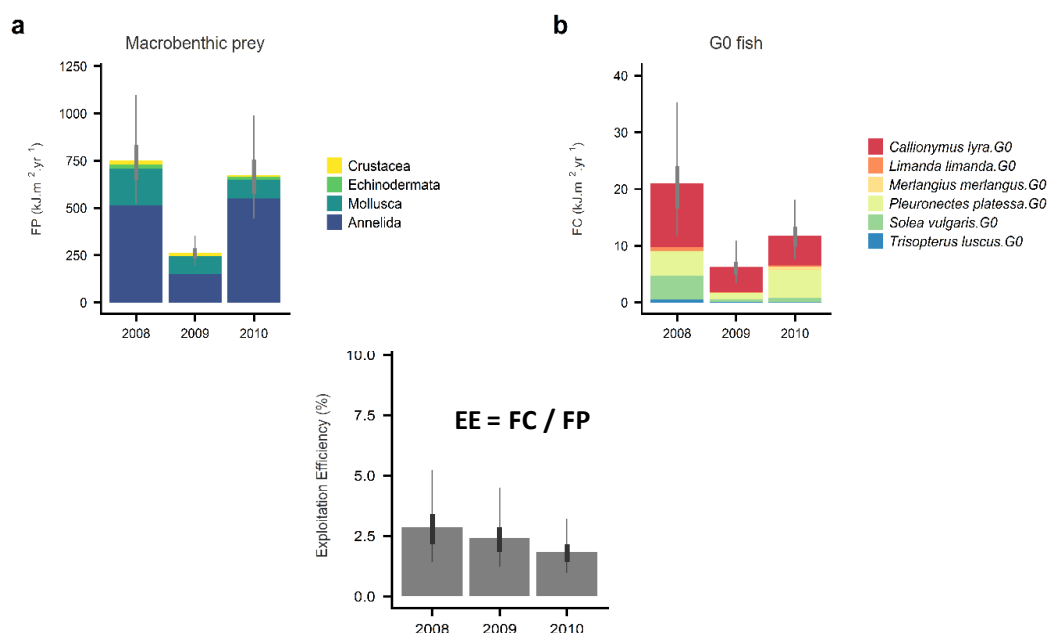 a
Macrobenthic prey
1250
1000
750
500
250
0
FP (kJ.m⁻².yr⁻¹)
2008 2009 2010
Crustacea
Echinodermata
Mollusca
Annelida
b
G0 fish
40
30
20
10
0
FC (kJ.m⁻².yr⁻¹)
2008 2009 2010
Callionymus lyra.G0
Limanda limanda.G0
Merlangius merlangus.G0
Pleuronectes platessa.G0
Solea vulgaris.G0
Trisopterus luscus.G0
10.0
7.5
5.0
2.5
0.0
Exploitation Efficiency (%)
EE = FC / FP
2008 2009 2010